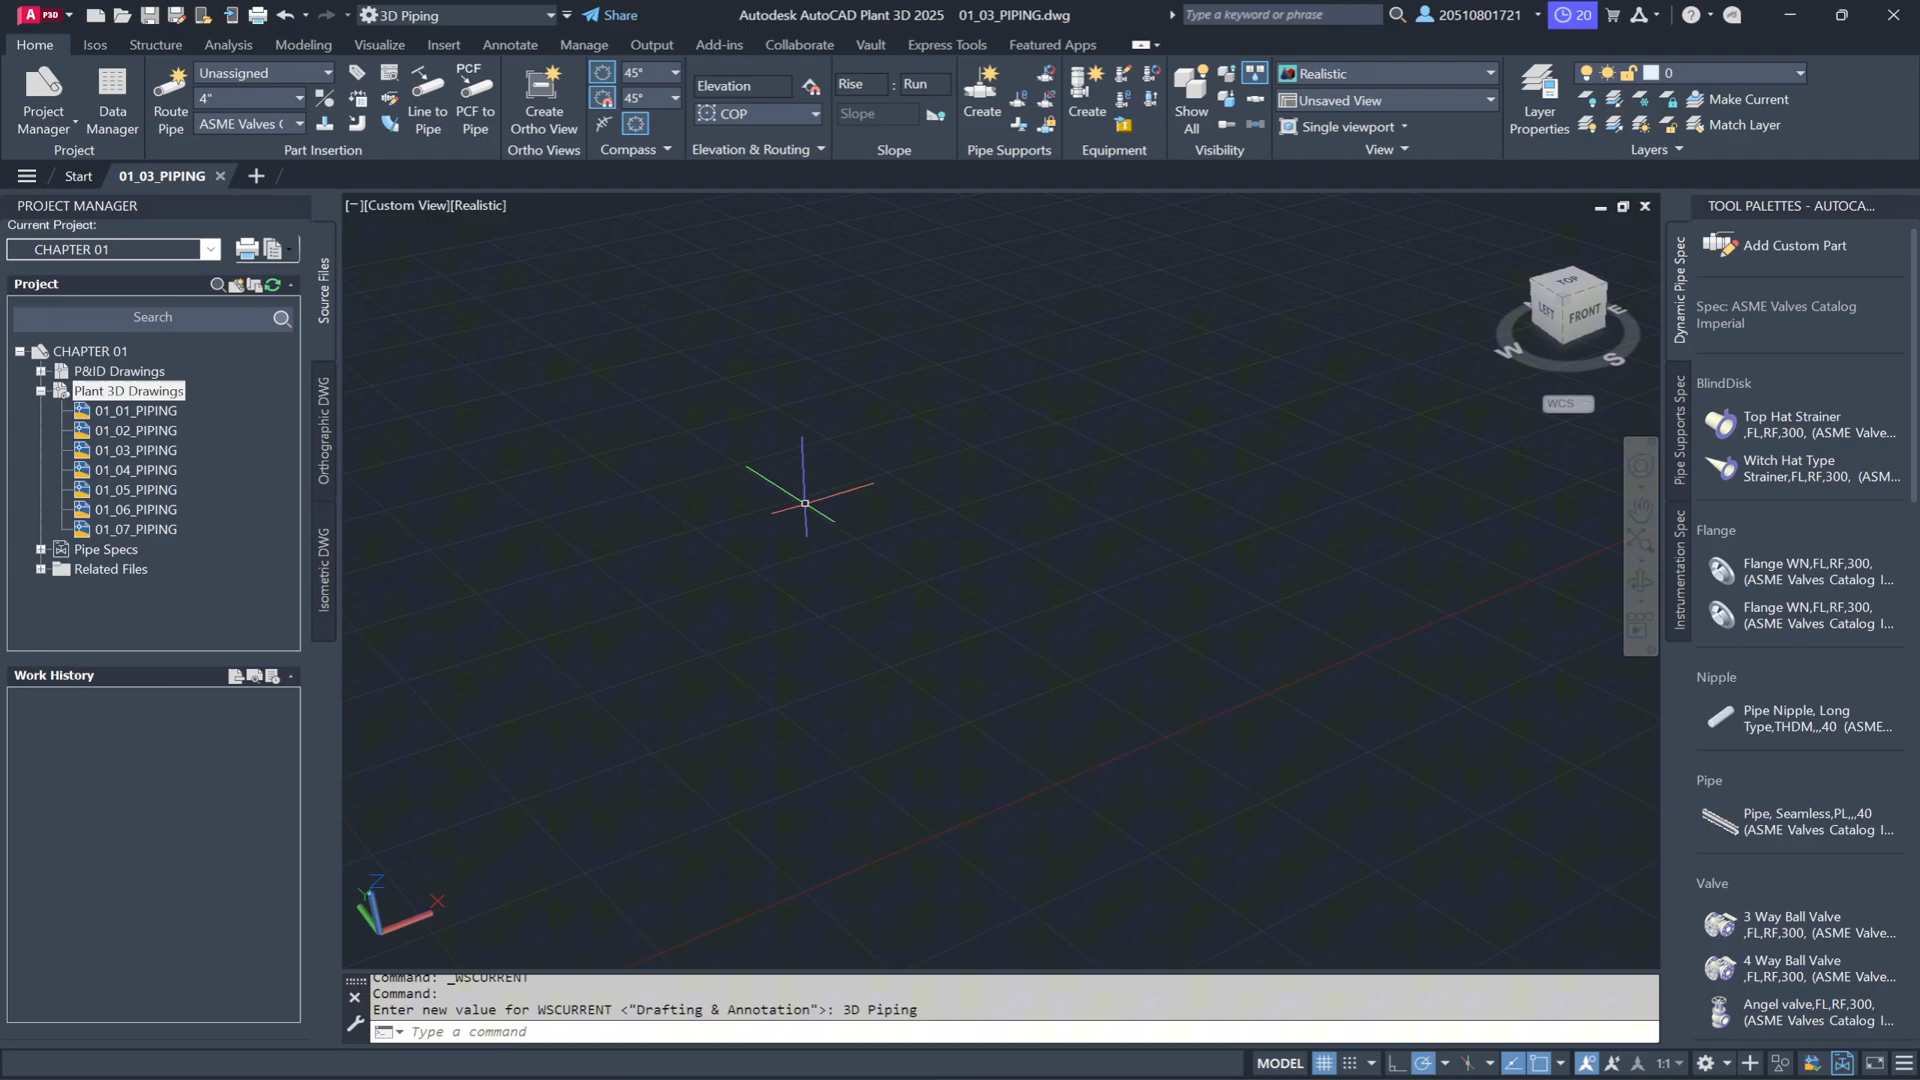 P3D
3D Piping
Share
Autodesk AutoCAD Plant 3D 2025 01_03_PIPING.dwg
Type a keyword or phrase
20510801721
20
Home Isos Structure Analysis Modeling Visualize Insert Annotate Manage Output Add-ins Collaborate Vault Express Tools Featured Apps
Project Manager
Data Manager
Project
Route Pipe
Unassigned
4"
ASME Valves C
Line to Pipe
PCF
PCF to Pipe
Part Insertion
Create Ortho View
Ortho Views
45°
45°
Compass
Elevation
COP
Elevation & Routing
Rise : Run
Slope
Slope
Create
Pipe Supports
Create
Equipment
Show All
Visibility
Realistic
Unsaved View
Single viewport
View
Layer Properties
0
Make Current
Match Layer
Layers
Start
01_03_PIPING
PROJECT MANAGER
Current Project:
CHAPTER 01
Project
Search
CHAPTER 01
P&ID Drawings
Plant 3D Drawings
01_01_PIPING
01_02_PIPING
01_03_PIPING
01_04_PIPING
01_05_PIPING
01_06_PIPING
01_07_PIPING
Pipe Specs
Related Files
Work History
Source Files
Orthographic DWG
Isometric DWG
[−][Custom View][Realistic]
TOP
LEFT
FRONT
E
W
S
WCS
Z
Y
X
TOOL PALETTES - AUTOCA...
Dynamic Pipe Spec
Pipe Supports Spec
Instrumentation Spec
Add Custom Part
Spec: ASME Valves Catalog
Imperial
BlindDisk
Top Hat Strainer
,FL,RF,300, (ASME Valve...
Witch Hat Type
Strainer,FL,RF,300, (ASM...
Flange
Flange WN,FL,RF,300,
(ASME Valves Catalog I...
Flange WN,FL,RF,300,
(ASME Valves Catalog I...
Nipple
Pipe Nipple, Long
Type,THDM,,,40 (ASME...
Pipe
Pipe, Seamless,PL,,,40
(ASME Valves Catalog I...
Valve
3 Way Ball Valve
,FL,RF,300, (ASME Valve...
4 Way Ball Valve
,FL,RF,300, (ASME Valve...
Angel valve,FL,RF,300,
(ASME Valves Catalog I...
Command: _WSCURRENT
Command:
Enter new value for WSCURRENT <"Drafting & Annotation">: 3D Piping
Type a command
MODEL
1:1